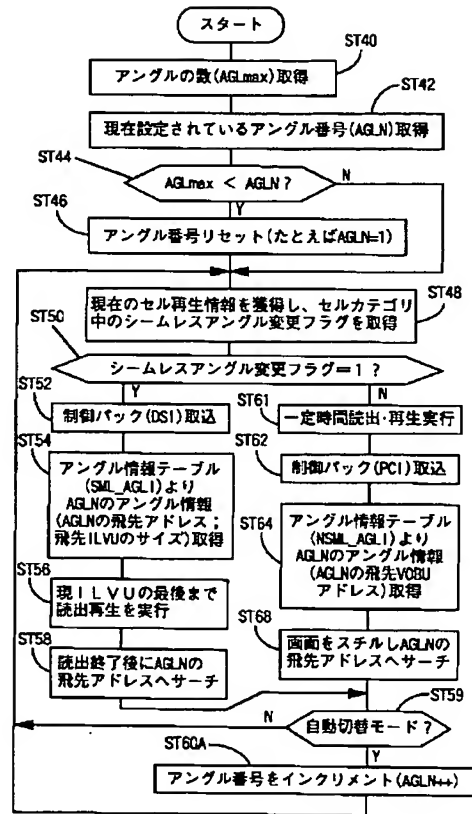 スタート
ST40
アングルの数(AGLmax)取得
ST42
現在設定されているアングル番号(AGLN)取得
ST44
AGLmax < AGLN?
N
Y
ST46
アングル番号リセット(たとえばAGLN=1)
ST48
現在のセル再生情報を獲得し、セルカテゴリ
中のシームレスアングル変更フラグを取得
ST50
シームレスアングル変更フラグ=1 ?
Y
N
ST52
制御パック(DSI)取込
ST54
アングル情報テーブル
(SML_AGLI)より
AGLNのアングル情報
(AGLNの飛先アドレス;
飛先ILVUのサイズ)取得
ST56
現ILVUの最後まで
読出再生を実行
ST58
読出終了後にAGLNの
飛先アドレスへサーチ
ST61
一定時間読出・再生実行
ST62
制御パック(PCI)取込
ST64
アングル情報テーブル
(NSML_AGLI)より
AGLNのアングル情報
(AGLNの飛先VOBU
アドレス)取得
ST68
画面をスチルしAGLNの
飛先アドレスへサーチ
ST59
自動切替モード?
N
Y
ST60A
アングル番号をインクリメント(AGLN++)